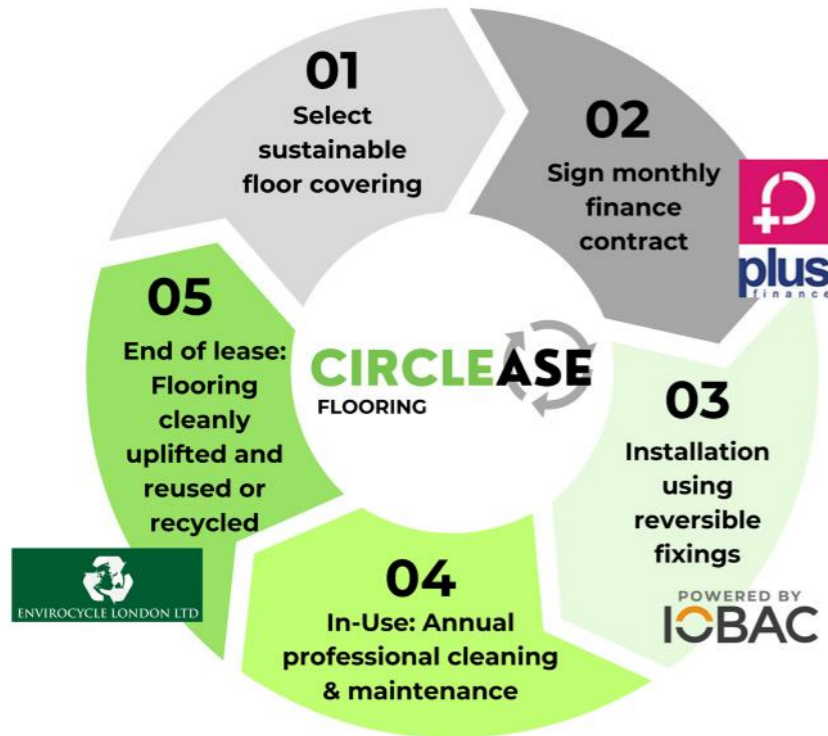 01
Select
sustainable
floor covering
02
Sign monthly
finance
contract
plus
finance
03
Installation
using
reversible
fixings
POWERED BY
IOBAC
04
In-Use: Annual
professional cleaning
& maintenance
05
End of lease:
Flooring
cleanly
uplifted and
reused or
recycled
ENVIROCYCLE LONDON LTD
CIRCLEASE
FLOORING